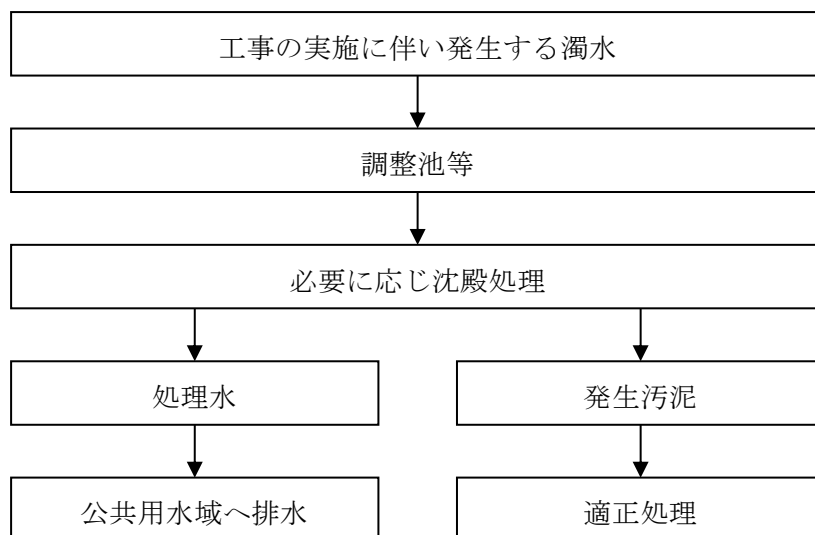 工事の実施に伴い発生する濁水
調整池等
必要に応じ沈殿処理
処理水
発生汚泥
公共用水域へ排水
適正処理